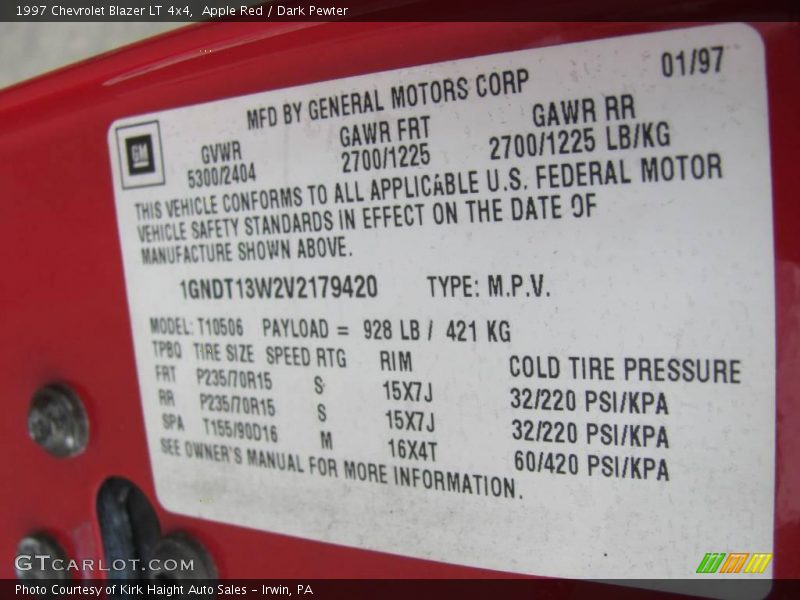 1997 Chevrolet Blazer LT 4x4,  Apple Red / Dark Pewter
01/97
MFD BY GENERAL MOTORS CORP
GM
GVWR GAWR FRT GAWR RR
5300/2404 2700/1225 2700/1225 LB/KG
THIS VEHICLE CONFORMS TO ALL APPLICABLE U.S. FEDERAL MOTOR
VEHICLE SAFETY STANDARDS IN EFFECT ON THE DATE OF
MANUFACTURE SHOWN ABOVE.
1GNDT13W2V2179420 TYPE: M.P.V.
MODEL: T10506 PAYLOAD = 928 LB / 421 KG
TPBQ TIRE SIZE SPEED RTG RIM COLD TIRE PRESSURE
FRT P235/70R15 S 15X7J 32/220 PSI/KPA
RR P235/70R15 S 15X7J 32/220 PSI/KPA
SPA T155/90D16 M 16X4T 60/420 PSI/KPA
SEE OWNER'S MANUAL FOR MORE INFORMATION.
GTCARLOT.COM
Photo Courtesy of Kirk Haight Auto Sales - Irwin, PA